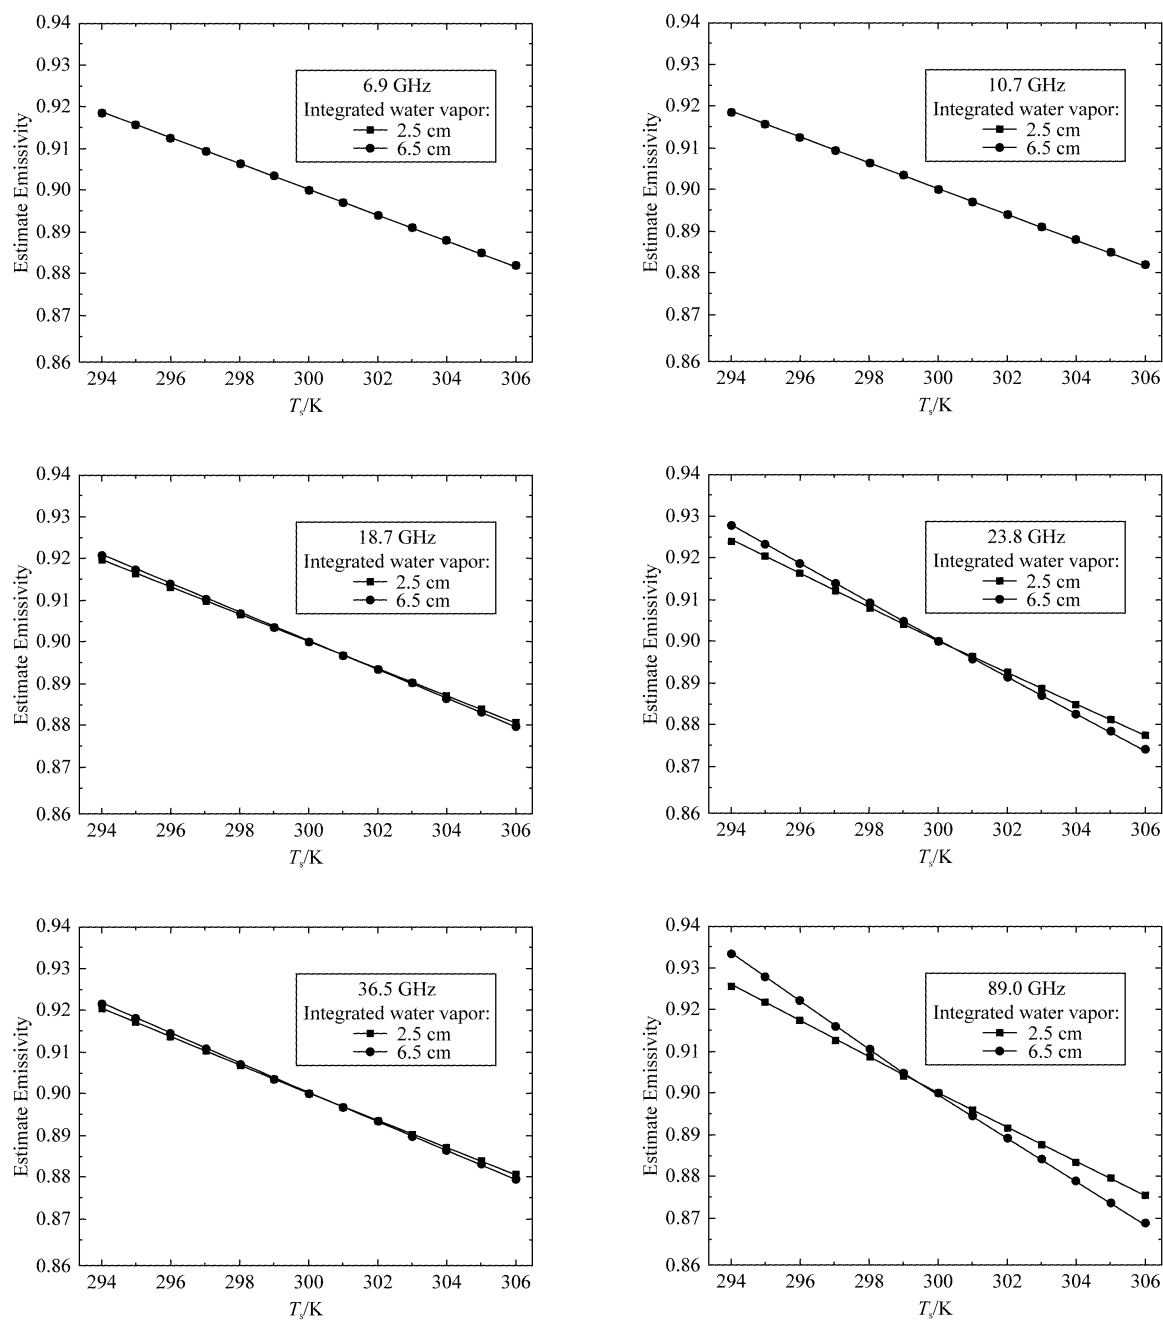 0.94
0.93
0.92
0.91
0.90
0.89
0.88
0.87
0.86
Estimate Emissivity
6.9 GHz
Integrated water vapor:
2.5 cm
6.5 cm
294 296 298 300 302 304 306
Ts/K
0.94
0.93
0.92
0.91
0.90
0.89
0.88
0.87
0.86
Estimate Emissivity
10.7 GHz
Integrated water vapor:
2.5 cm
6.5 cm
294 296 298 300 302 304 306
Ts/K
0.94
0.93
0.92
0.91
0.90
0.89
0.88
0.87
0.86
Estimate Emissivity
18.7 GHz
Integrated water vapor:
2.5 cm
6.5 cm
294 296 298 300 302 304 306
Ts/K
0.94
0.93
0.92
0.91
0.90
0.89
0.88
0.87
0.86
Estimate Emissivity
23.8 GHz
Integrated water vapor:
2.5 cm
6.5 cm
294 296 298 300 302 304 306
Ts/K
0.94
0.93
0.92
0.91
0.90
0.89
0.88
0.87
0.86
Estimate Emissivity
36.5 GHz
Integrated water vapor:
2.5 cm
6.5 cm
294 296 298 300 302 304 306
Ts/K
0.94
0.93
0.92
0.91
0.90
0.89
0.88
0.87
0.86
Estimate Emissivity
89.0 GHz
Integrated water vapor:
2.5 cm
6.5 cm
294 296 298 300 302 304 306
Ts/K